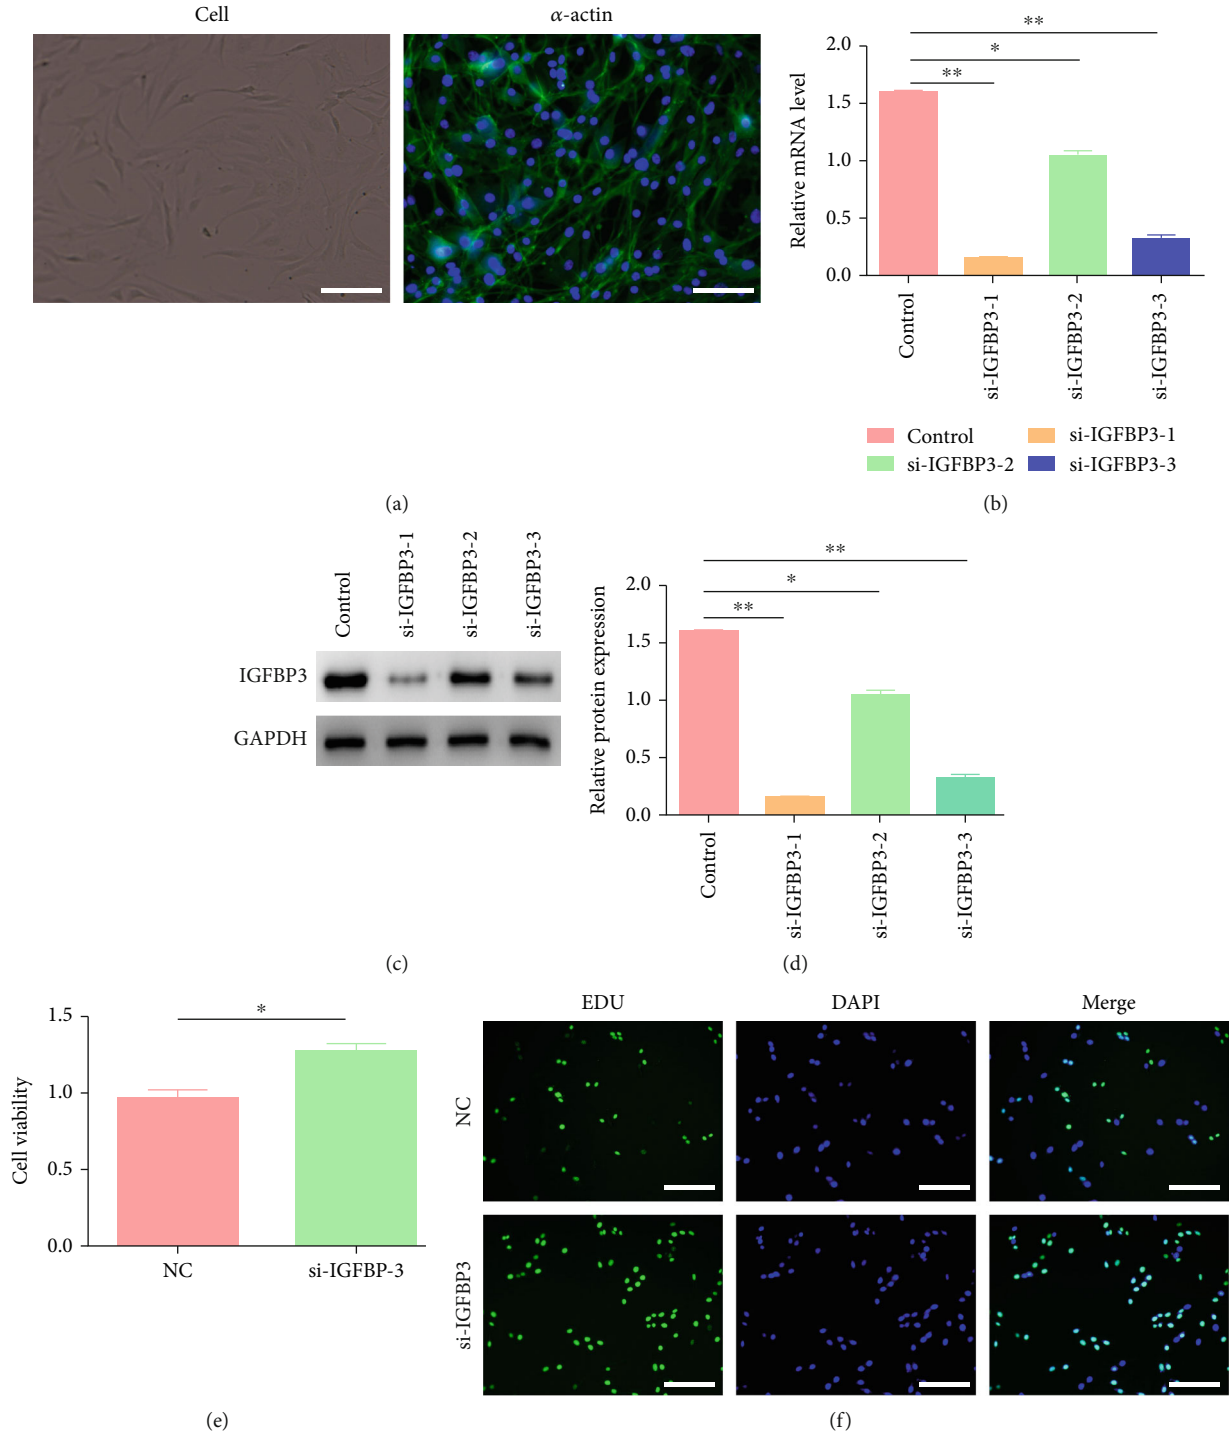 Cell
α-actin
(a)
**
*
**
2.0
1.5
1.0
0.5
0.0
Relative mRNA level
Control
si-IGFBP3-1
si-IGFBP3-2
si-IGFBP3-3
Control
si-IGFBP3-1
si-IGFBP3-2
si-IGFBP3-3
(b)
Control
si-IGFBP3-1
si-IGFBP3-2
si-IGFBP3-3
IGFBP3
GAPDH
(c)
**
*
**
2.0
1.5
1.0
0.5
0.0
Relative protein expression
Control
si-IGFBP3-1
si-IGFBP3-2
si-IGFBP3-3
(d)
*
1.5
1.0
0.5
0.0
Cell viability
NC
si-IGFBP-3
(e)
EDU
DAPI
Merge
NC
si-IGFBP3
(f)